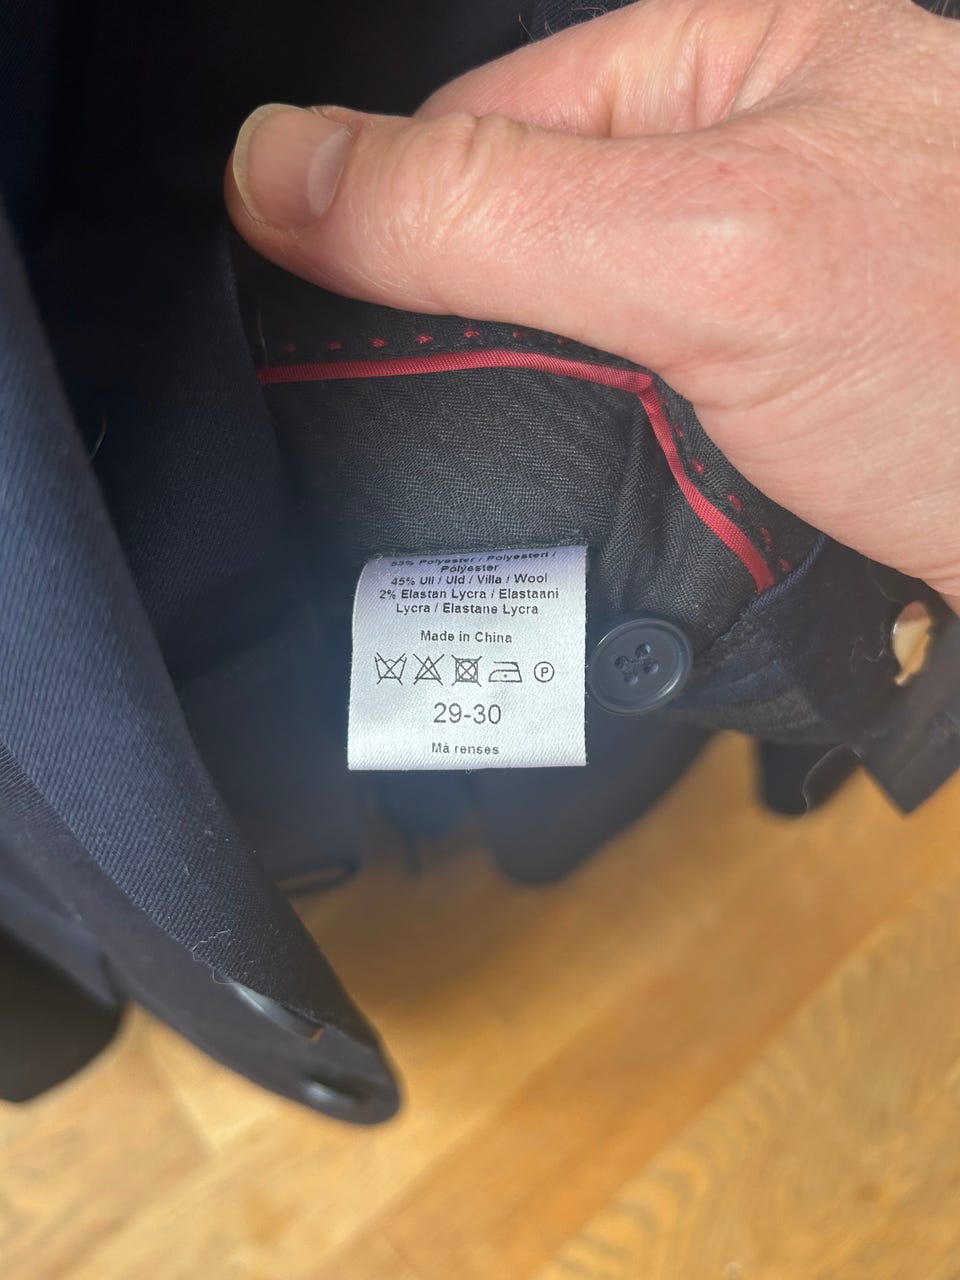 53% Polyester / Polyesteri /
Polyester
45% Ull / Uld / Villa / Wool
2% Elastan Lycra / Elastaani
Lycra / Elastane Lycra
Made in China
P
29-30
Må renses